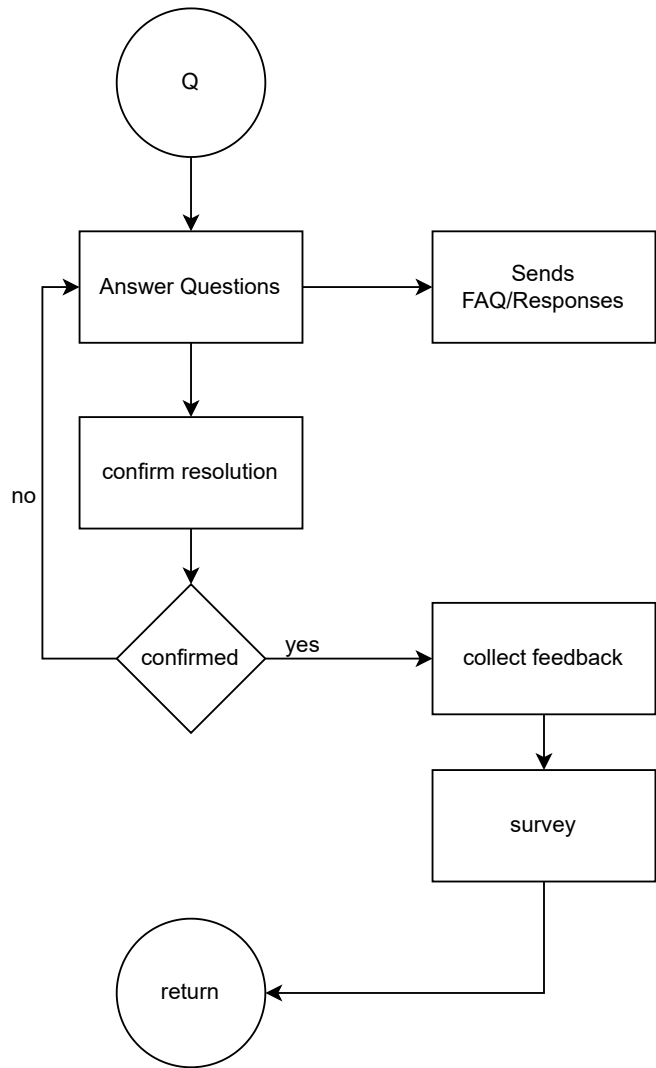 Q
Answer Questions
Sends
FAQ/Responses
confirm resolution
no
confirmed
yes
collect feedback
survey
return